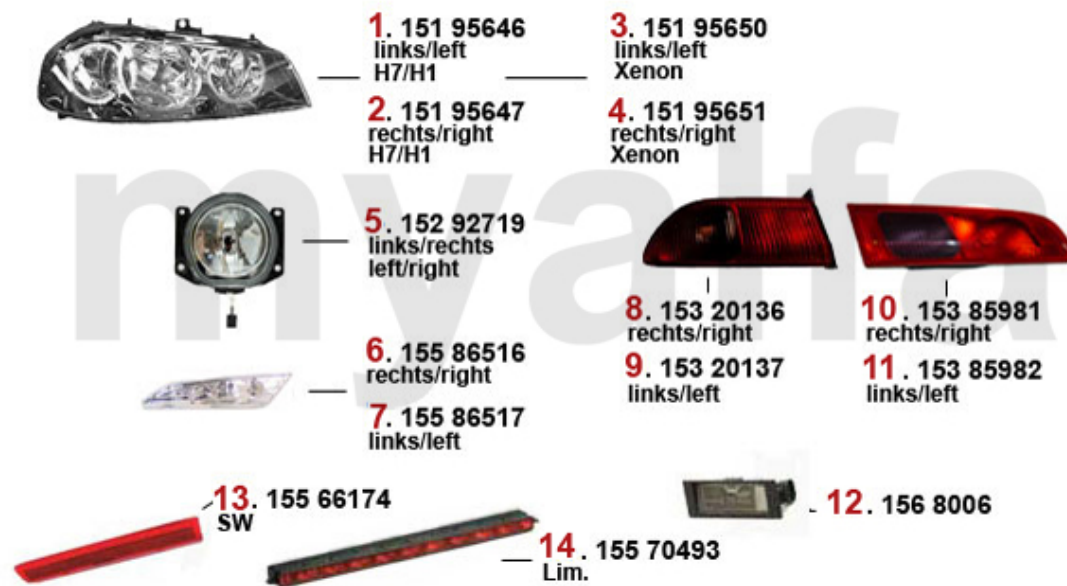 1. 151 95646
links/left
H7/H1
2. 151 95647
rechts/right
H7/H1
3. 151 95650
links/left
Xenon
4. 151 95651
rechts/right
Xenon
5. 152 92719
links/rechts
left/right
6. 155 86516
rechts/right
7. 155 86517
links/left
8. 153 20136
rechts/right
9. 153 20137
links/left
10. 153 85981
rechts/right
11. 153 85982
links/left
12. 156 8006
13. 155 66174
SW
14. 155 70493
Lim.
myalfa